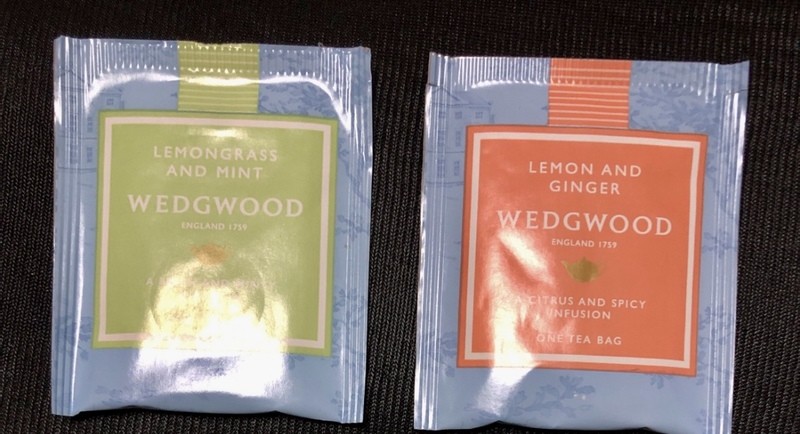 LEMONGRASS
AND MINT
WEDGWOOD
ENGLAND 1759
LEMON AND
GINGER
WEDGWOOD
ENGLAND 1759
A CITRUS AND SPICY
INFUSION
ONE TEA BAG